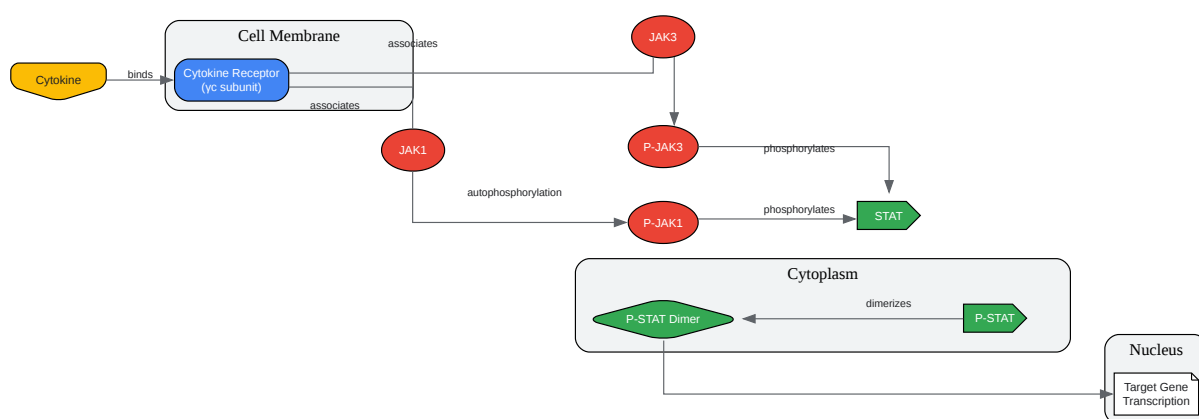 Cell Membrane
JAK3
associates
Cytokine
binds
Cytokine Receptor
(γc subunit)
associates
JAK1
P-JAK3
phosphorylates
autophosphorylation
P-JAK1
phosphorylates
STAT
Cytoplasm
P-STAT Dimer
dimerizes
P-STAT
Nucleus
Target Gene
Transcription